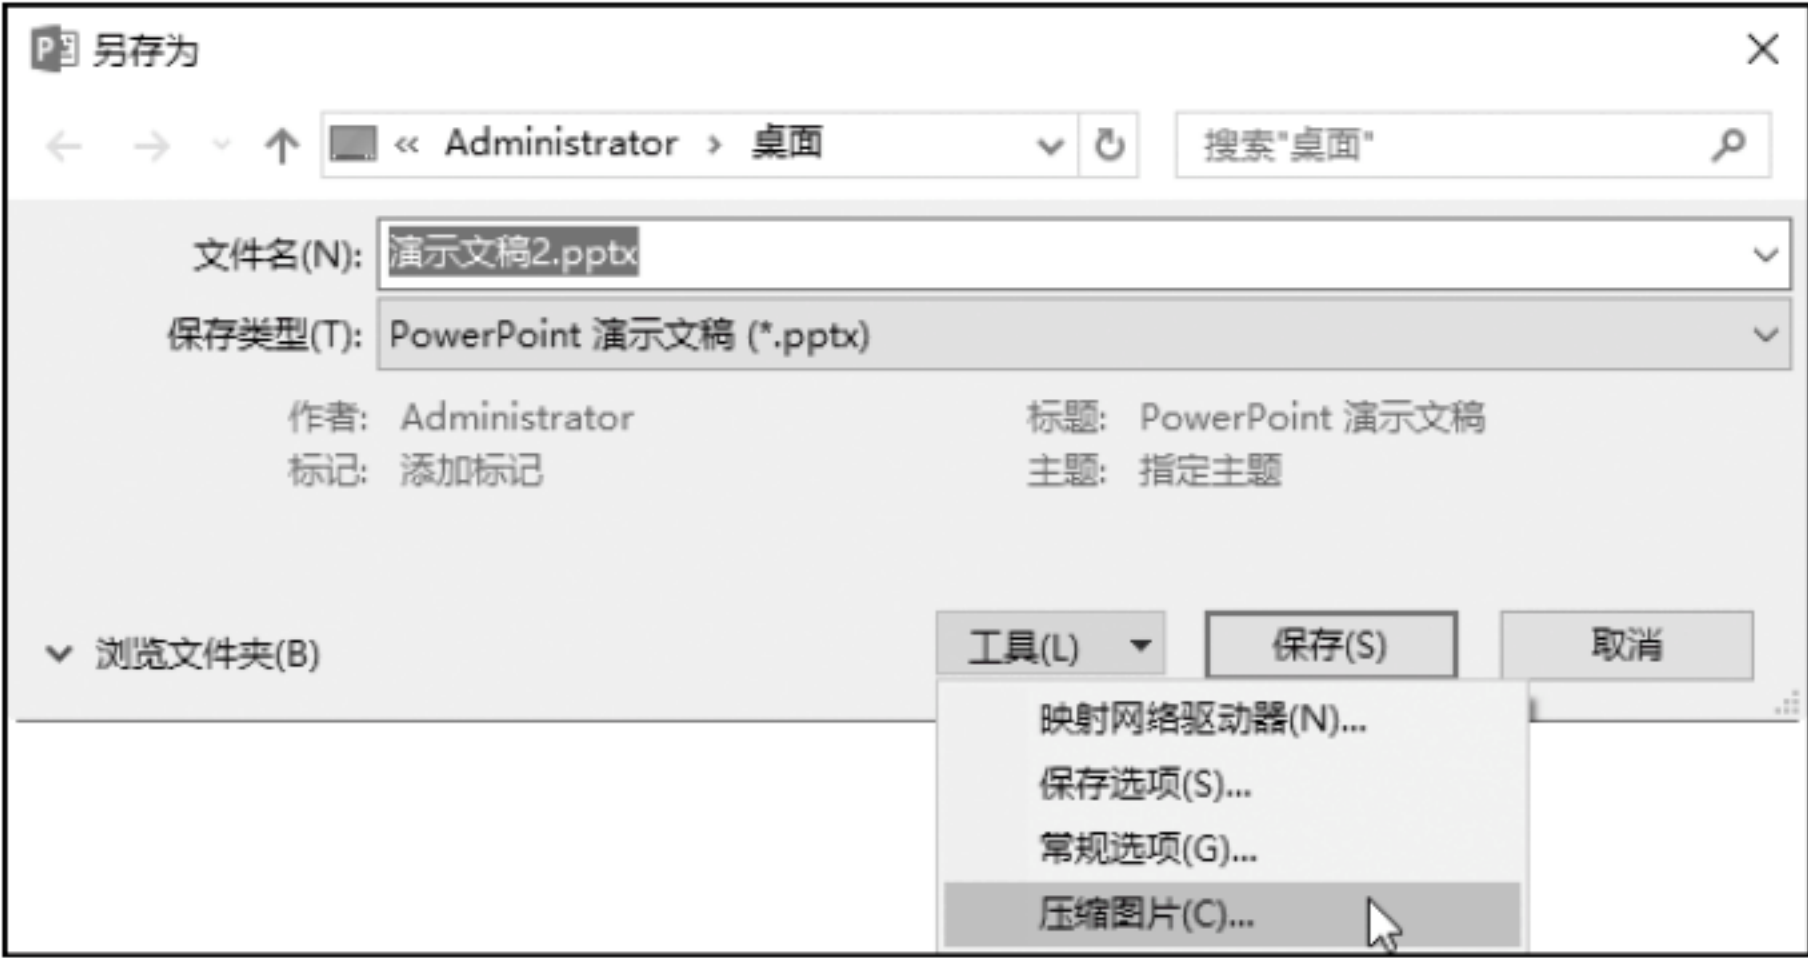 另存为
« Administrator › 桌面
搜索"桌面"
文件名(N): 演示文稿2.pptx
保存类型(T): PowerPoint 演示文稿 (*.pptx)
作者: Administrator 标题: PowerPoint 演示文稿
标记: 添加标记 主题: 指定主题
浏览文件夹(B) 工具(L) 保存(S) 取消
映射网络驱动器(N)...
保存选项(S)...
常规选项(G)...
压缩图片(C)...